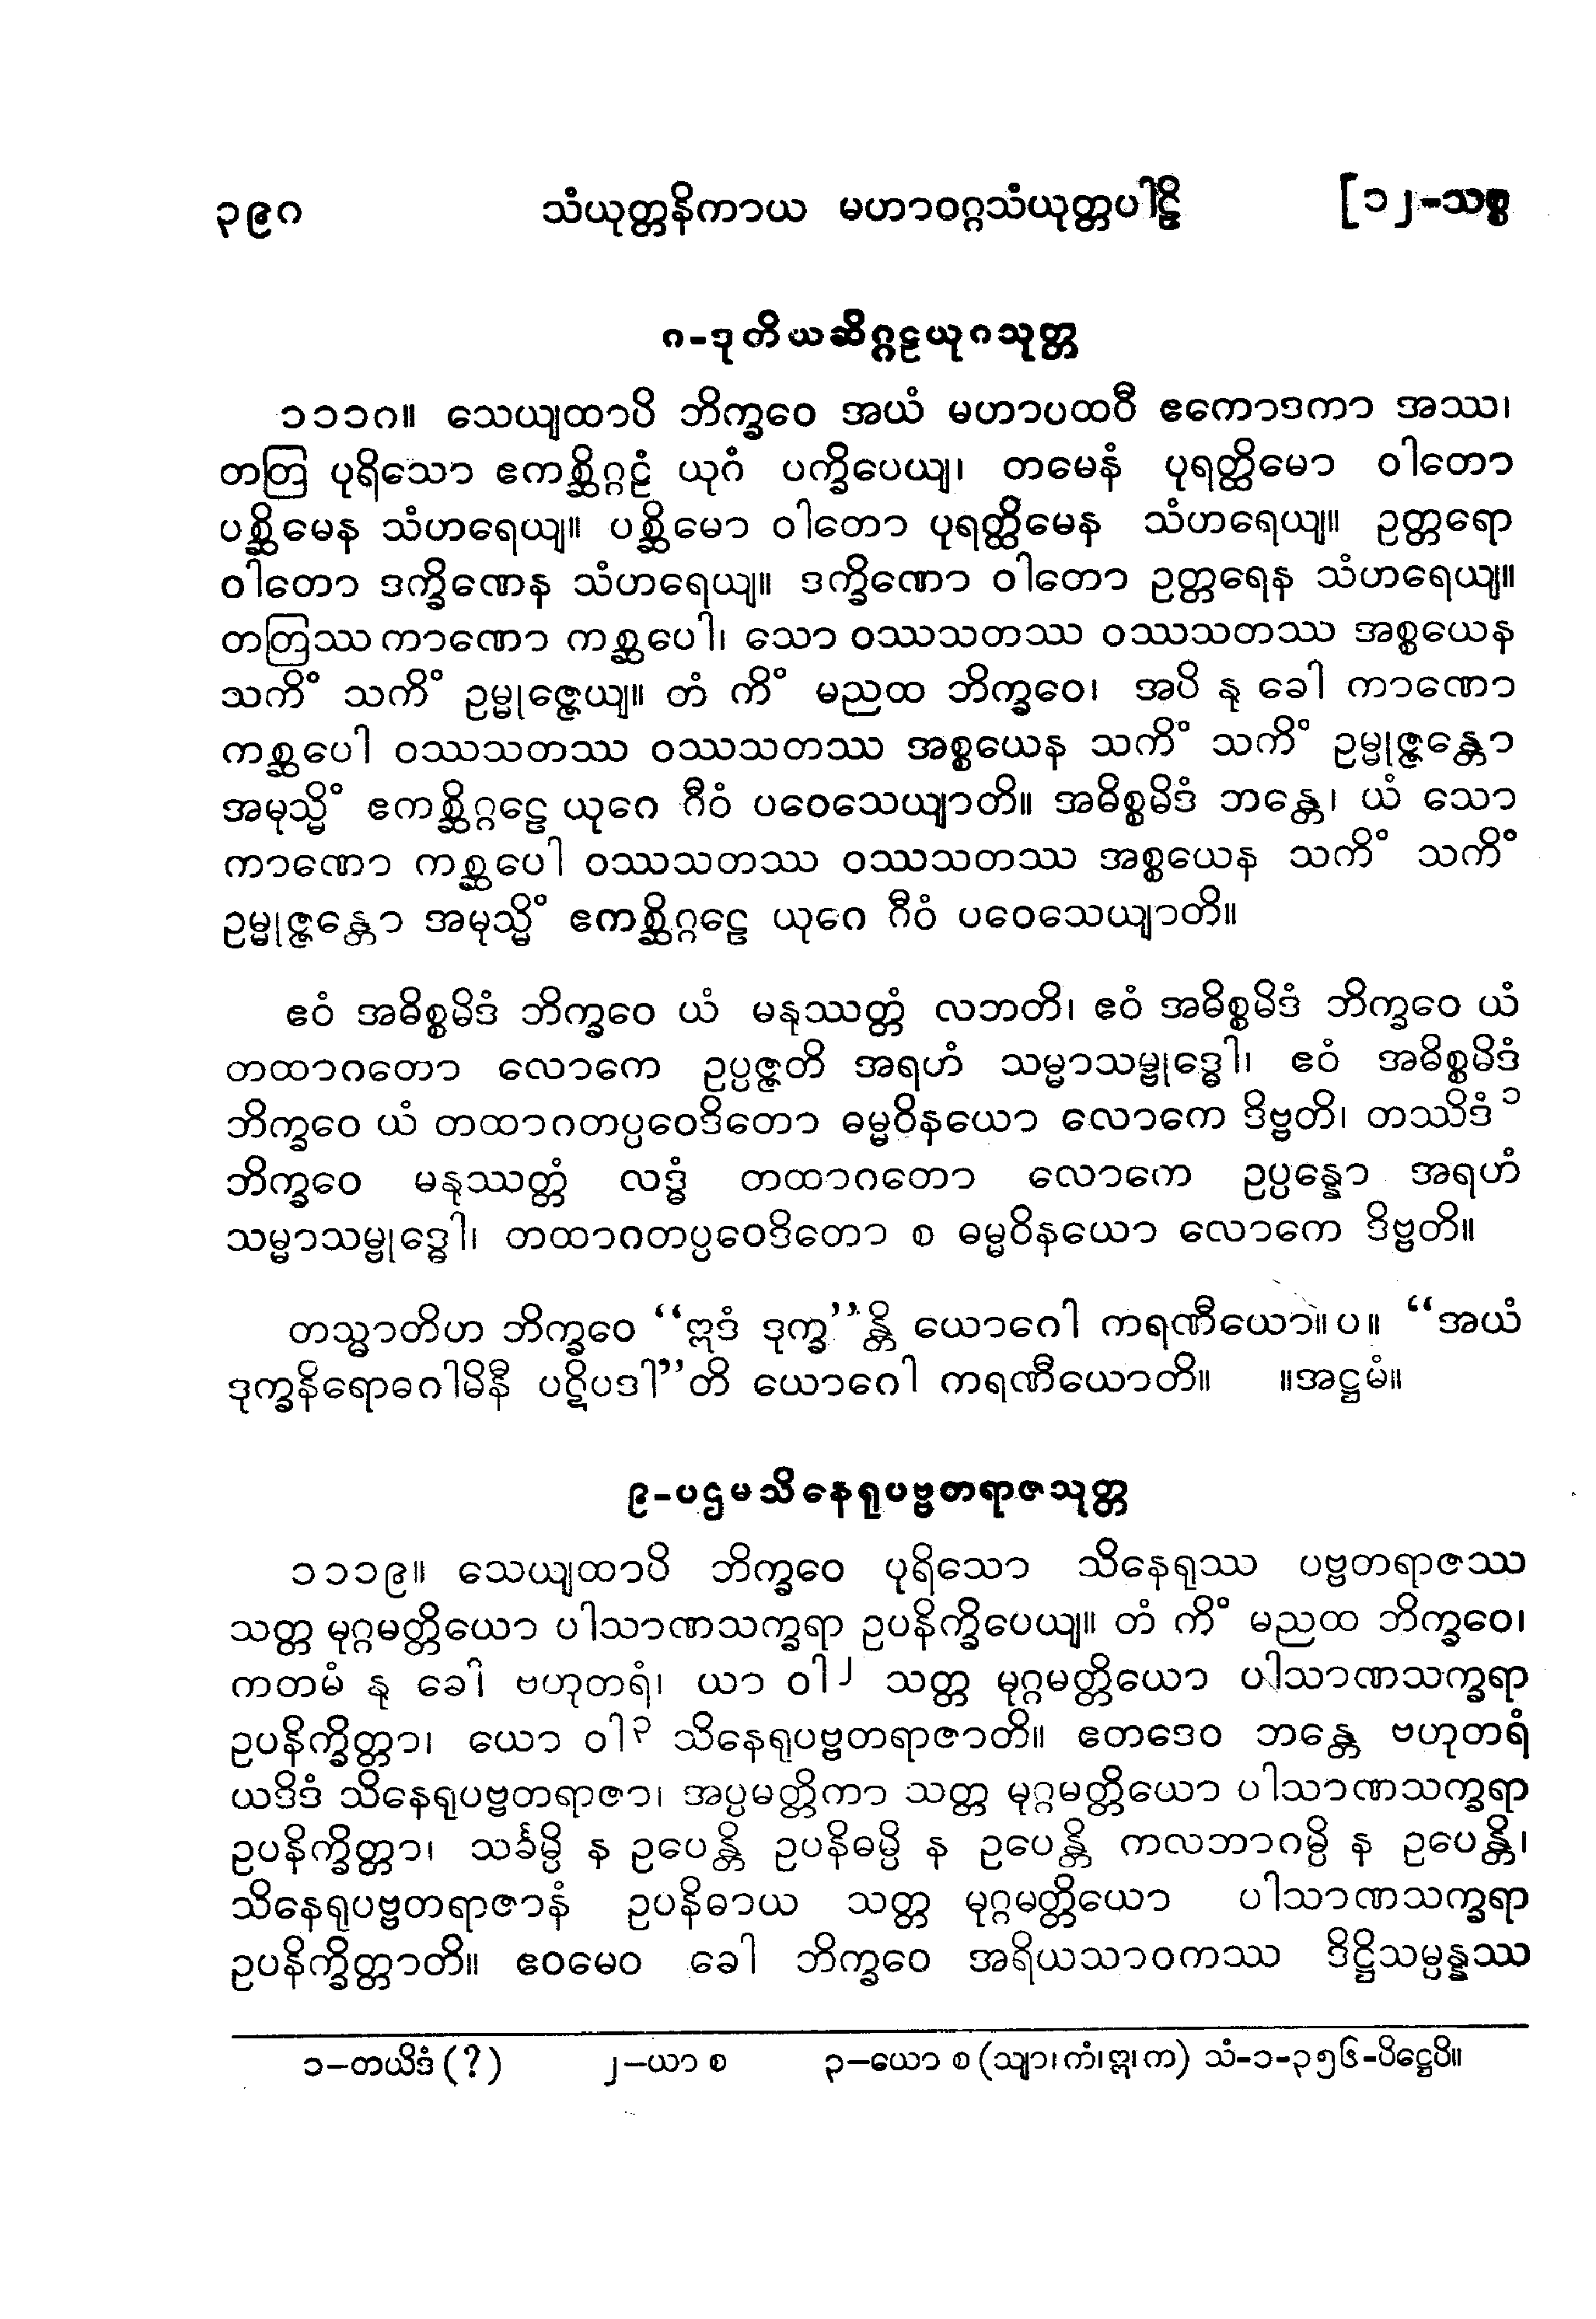 ၃၉၈ သံယုတ္တနိကာယ မဟာဝဂ္ဂသံယုတ္တပါဠိ [၁၂-သစ္စ
၈-ဒုတိယဆိဂ္ဂဠယုဂသုတ္တ
၁၁၁၈။ သေယျထာပိ ဘိက္ခဝေ အယံ မဟာပထဝီ ဧကောဒကာ အဿ၊
တတြ ပုရိသော ဧကစ္ဆိဂ္ဂဠံ ယုဂံ ပက္ခိပေယျ၊ တမေနံ ပုရတ္ထိမော ဝါတော
ပစ္ဆိမေန သံဟရေယျ။ ပစ္ဆိမော ဝါတော ပုရတ္ထိမေန သံဟရေယျ။ ဥတ္တရော
ဝါတော ဒက္ခိဏေန သံဟရေယျ။ ဒက္ခိဏော ဝါတော ဥတ္တရေန သံဟရေယျ။
တတြဿ ကာဏော ကစ္ဆပေါ၊ သော ဝဿသတဿ ဝဿသတဿ အစ္စယေန
သကိံ သကိံ ဥမ္မုဇ္ဇေယျ။ တံ ကိံ မညထ ဘိက္ခဝေ၊ အပိ နု ခေါ ကာဏော
ကစ္ဆပေါ ဝဿသတဿ ဝဿသတဿ အစ္စယေန သကိံ သကိံ ဥမ္မုဇ္ဇန္တော
အမုသ္မိံ ဧကစ္ဆိဂ္ဂဠေ ယုဂေ ဂီဝံ ပဝေသေယျာတိ။ အဓိစ္စမိဒံ ဘန္တေ၊ ယံ သော
ကာဏော ကစ္ဆပေါ ဝဿသတဿ ဝဿသတဿ အစ္စယေန သကိံ သကိံ
ဥမ္မုဇ္ဇန္တော အမုသ္မိံ ဧကစ္ဆိဂ္ဂဠေ ယုဂေ ဂီဝံ ပဝေသေယျာတိ။
ဧဝံ အဓိစ္စမိဒံ ဘိက္ခဝေ ယံ မနုဿတ္တံ လဘတိ၊ ဧဝံ အဓိစ္စမိဒံ ဘိက္ခဝေ ယံ
တထာဂတော လောကေ ဥပ္ပဇ္ဇတိ အရဟံ သမ္မာသမ္ဗုဒ္ဓေါ၊ ဧဝံ အဓိစ္စမိဒံ
ဘိက္ခဝေ ယံ တထာဂတပ္ပဝေဒိတော ဓမ္မဝိနယော လောကေ ဒိဗ္ဗတိ၊ တဿိဒံ ၁
ဘိက္ခဝေ မနုဿတ္တံ လဒ္ဓံ တထာဂတော လောကေ ဥပ္ပန္နော အရဟံ
သမ္မာသမ္ဗုဒ္ဓေါ၊ တထာဂတပ္ပဝေဒိတော စ ဓမ္မဝိနယော လောကေ ဒိဗ္ဗတိ။
တသ္မာတိဟ ဘိက္ခဝေ “ဣဒံ ဒုက္ခ”န္တိ ယောဂေါ ကရဏီယော။ ပ။ “အယံ
ဒုက္ခနိရောဓဂါမိနီ ပဋိပဒါ”တိ ယောဂေါ ကရဏီယောတိ။ ။အဋ္ဌမံ။
၉-ပဌမသိနေရုပဗ္ဗတရာဇသုတ္တ
၁၁၁၉။ သေယျထာပိ ဘိက္ခဝေ ပုရိသော သိနေရုဿ ပဗ္ဗတရာဇဿ
သတ္တ မုဂ္ဂမတ္တိယော ပါသာဏသက္ခရာ ဥပနိက္ခိပေယျ။ တံ ကိံ မညထ ဘိက္ခဝေ၊
ကတမံ နု ခေါ ဗဟုတရံ၊ ယာ ဝါ ၂ သတ္တ မုဂ္ဂမတ္တိယော ပါသာဏသက္ခရာ
ဥပနိက္ခိတ္တာ၊ ယော ဝါ ၃ သိနေရုပဗ္ဗတရာဇာတိ။ ဧတဒေဝ ဘန္တေ ဗဟုတရံ
ယဒိဒံ သိနေရုပဗ္ဗတရာဇာ၊ အပ္ပမတ္တိကာ သတ္တ မုဂ္ဂမတ္တိယော ပါသာဏသက္ခရာ
ဥပနိက္ခိတ္တာ၊ သင်္ခမ္ပိ န ဥပေန္တိ ဥပနိဓမ္ပိ န ဥပေန္တိ ကလဘာဂမ္ပိ န ဥပေန္တိ၊
သိနေရုပဗ္ဗတရာဇာနံ ဥပနိဓာယ သတ္တ မုဂ္ဂမတ္တိယော ပါသာဏသက္ခရာ
ဥပနိက္ခိတ္တာတိ။ ဧဝမေဝ ခေါ ဘိက္ခဝေ အရိယသာဝကဿ ဒိဋ္ဌိသမ္ပန္နဿ
၁–တယိဒံ (?) ၂–ယာ စ ၃–ယော စ (သျာ၊ ကံ၊ ဣ၊ က) သံ-၁-၃၅၆-ပိဋ္ဌေပိ။